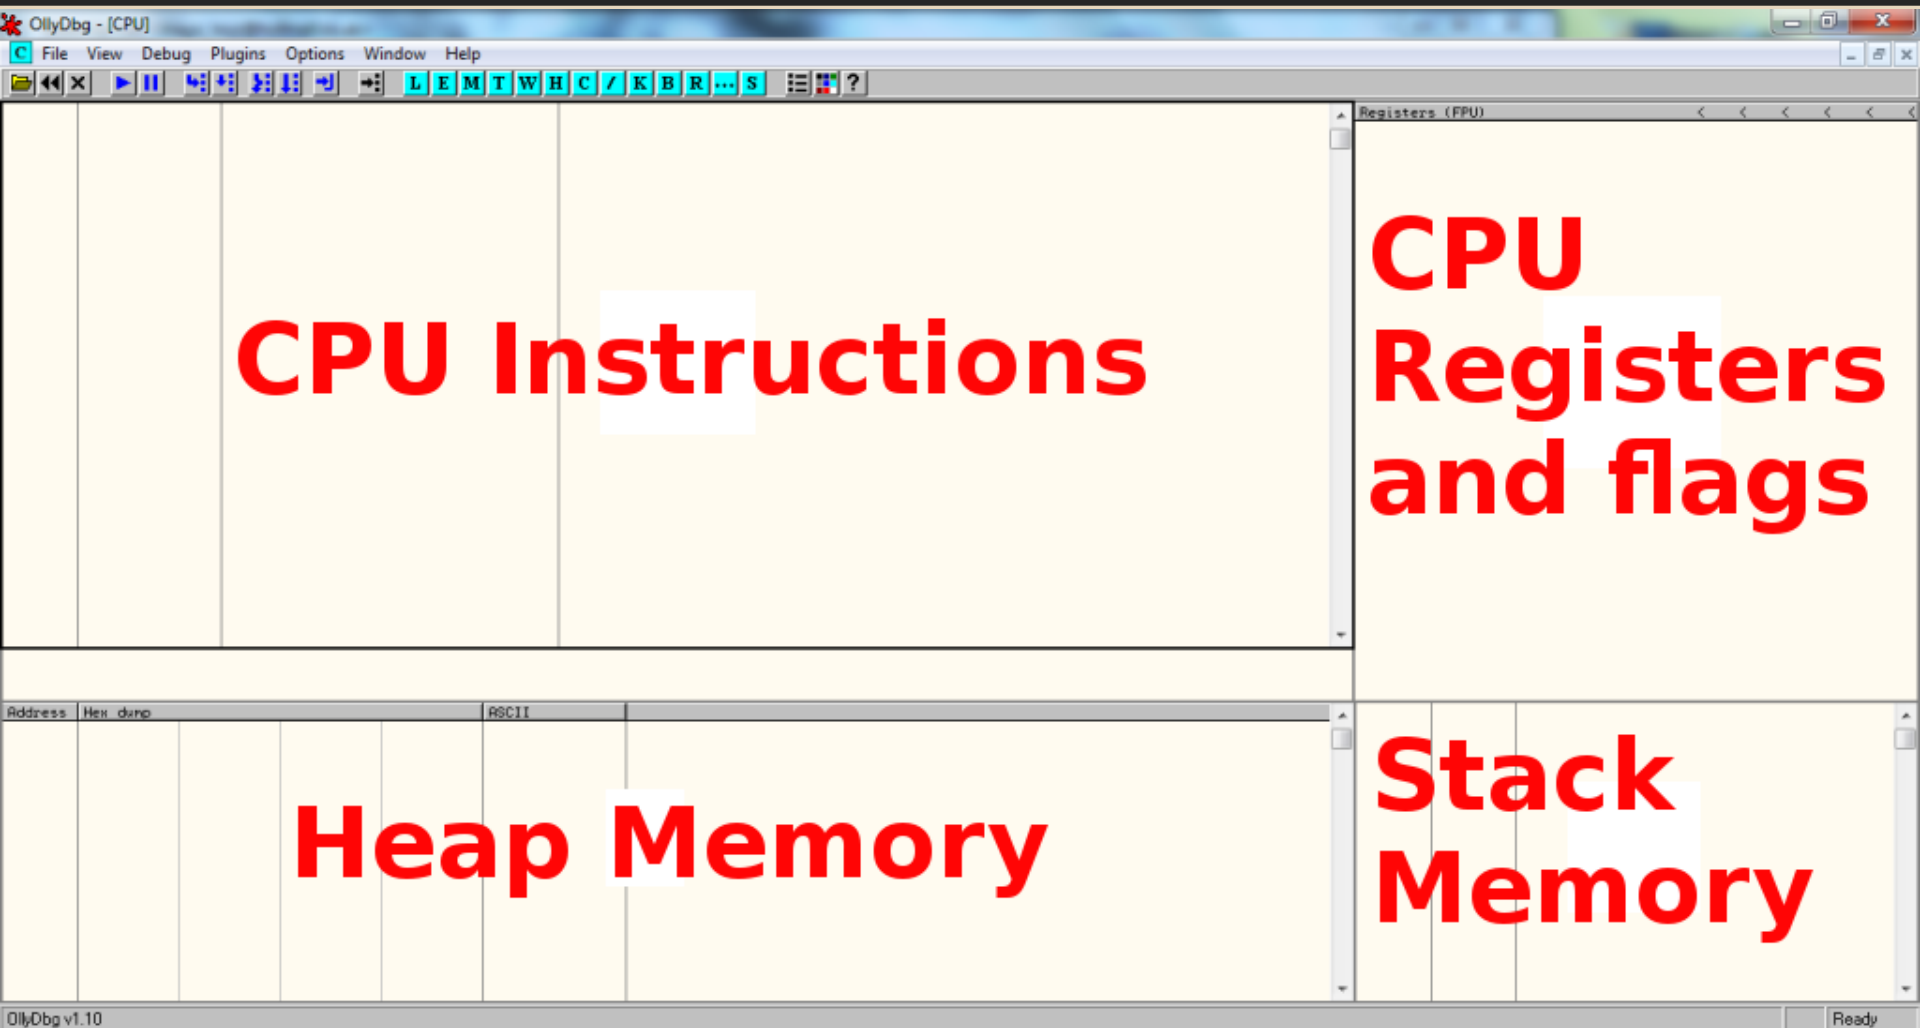 OllyDbg - [CPU]
C File View Debug Plugins Options Window Help
L E M T W H C / K B R ... S ?
Registers (FPU) < < < < < <
CPU Instructions
CPU
Registers
and flags
Address Hex dump ASCII
Heap Memory
Stack
Memory
OllyDbg v1.10 Ready